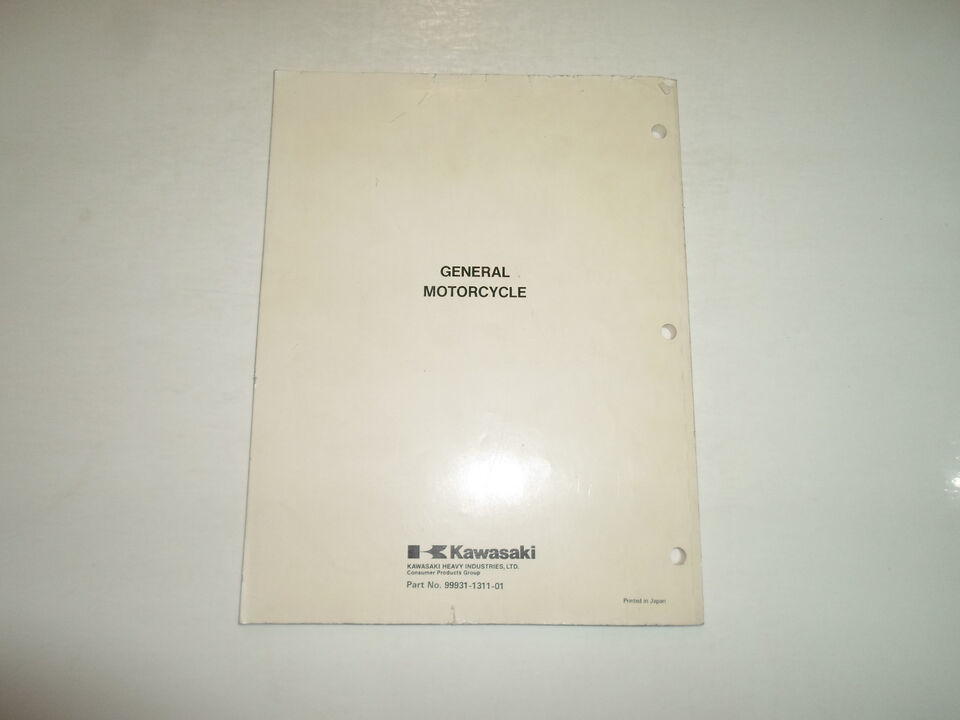 GENERAL
MOTORCYCLE
Kawasaki
KAWASAKI HEAVY INDUSTRIES, LTD.
Consumer Products Group
Part No. 99931-1311-01
Printed in Japan